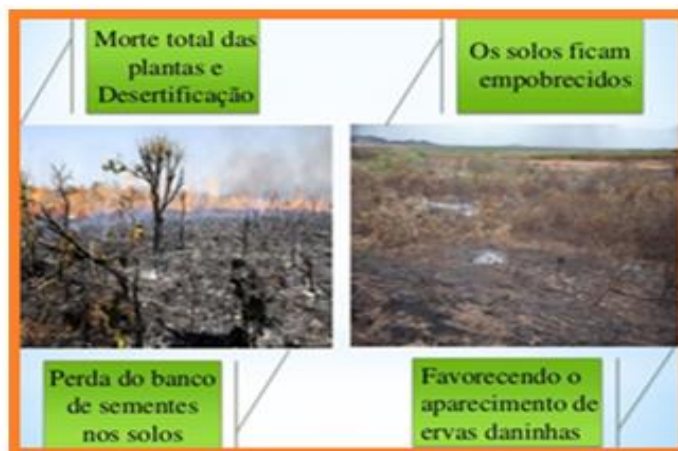 Morte total das
plantas e
Desertificação
Os solos ficam
empobrecidos
Perda do banco
de sementes
nos solos
Favorecendo o
aparecimento de
ervas daninhas